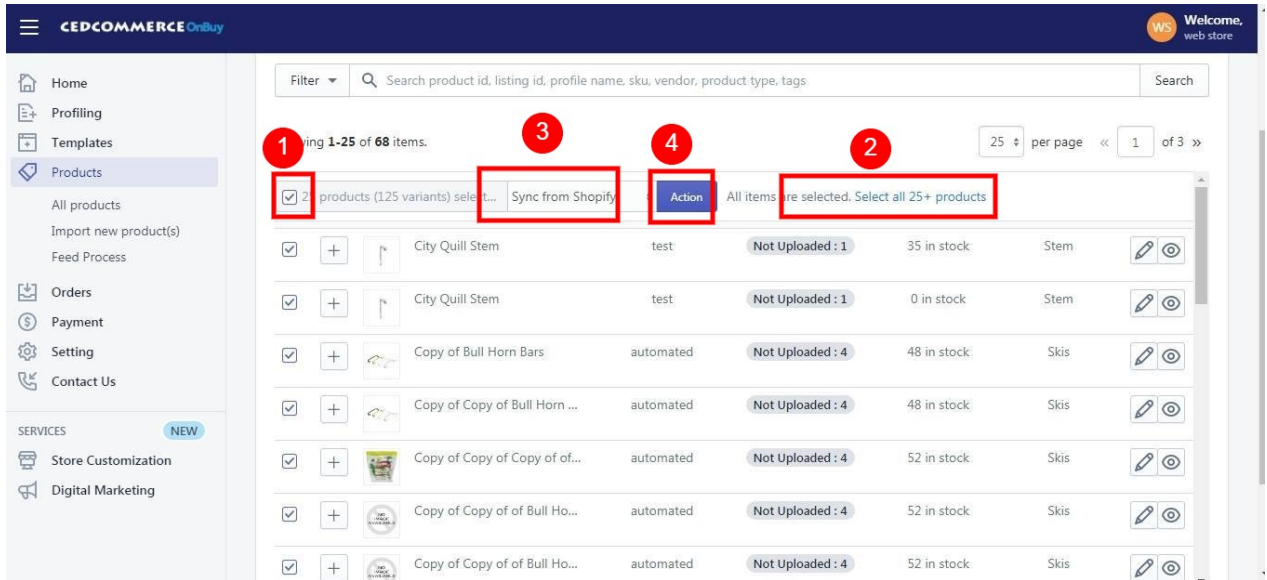 CEDCOMMERCE OnBuy
WS
Welcome,
web store
Home
Profiling
Templates
Products
All products
Import new product(s)
Feed Process
Orders
Payment
Setting
Contact Us
SERVICES NEW
Store Customization
Digital Marketing
Filter Search product id, listing id, profile name, sku, vendor, product type, tags Search
1 3 4 2
1-25 of 68 items. 25 per page « 1 of 3 »
products (125 variants) select... Sync from Shopify Action All items are selected. Select all 25+ products
City Quill Stem test Not Uploaded : 1 35 in stock Stem
City Quill Stem test Not Uploaded : 1 0 in stock Stem
Copy of Bull Horn Bars automated Not Uploaded : 4 48 in stock Skis
Copy of Copy of Bull Horn ... automated Not Uploaded : 4 48 in stock Skis
Copy of Copy of Copy of of... automated Not Uploaded : 4 52 in stock Skis
NO IMAGE AVAILABLE Copy of Copy of of Bull Ho... automated Not Uploaded : 4 52 in stock Skis
NO IMAGE AVAILABLE Copy of Copy of of Bull Ho... automated Not Uploaded : 4 52 in stock Skis